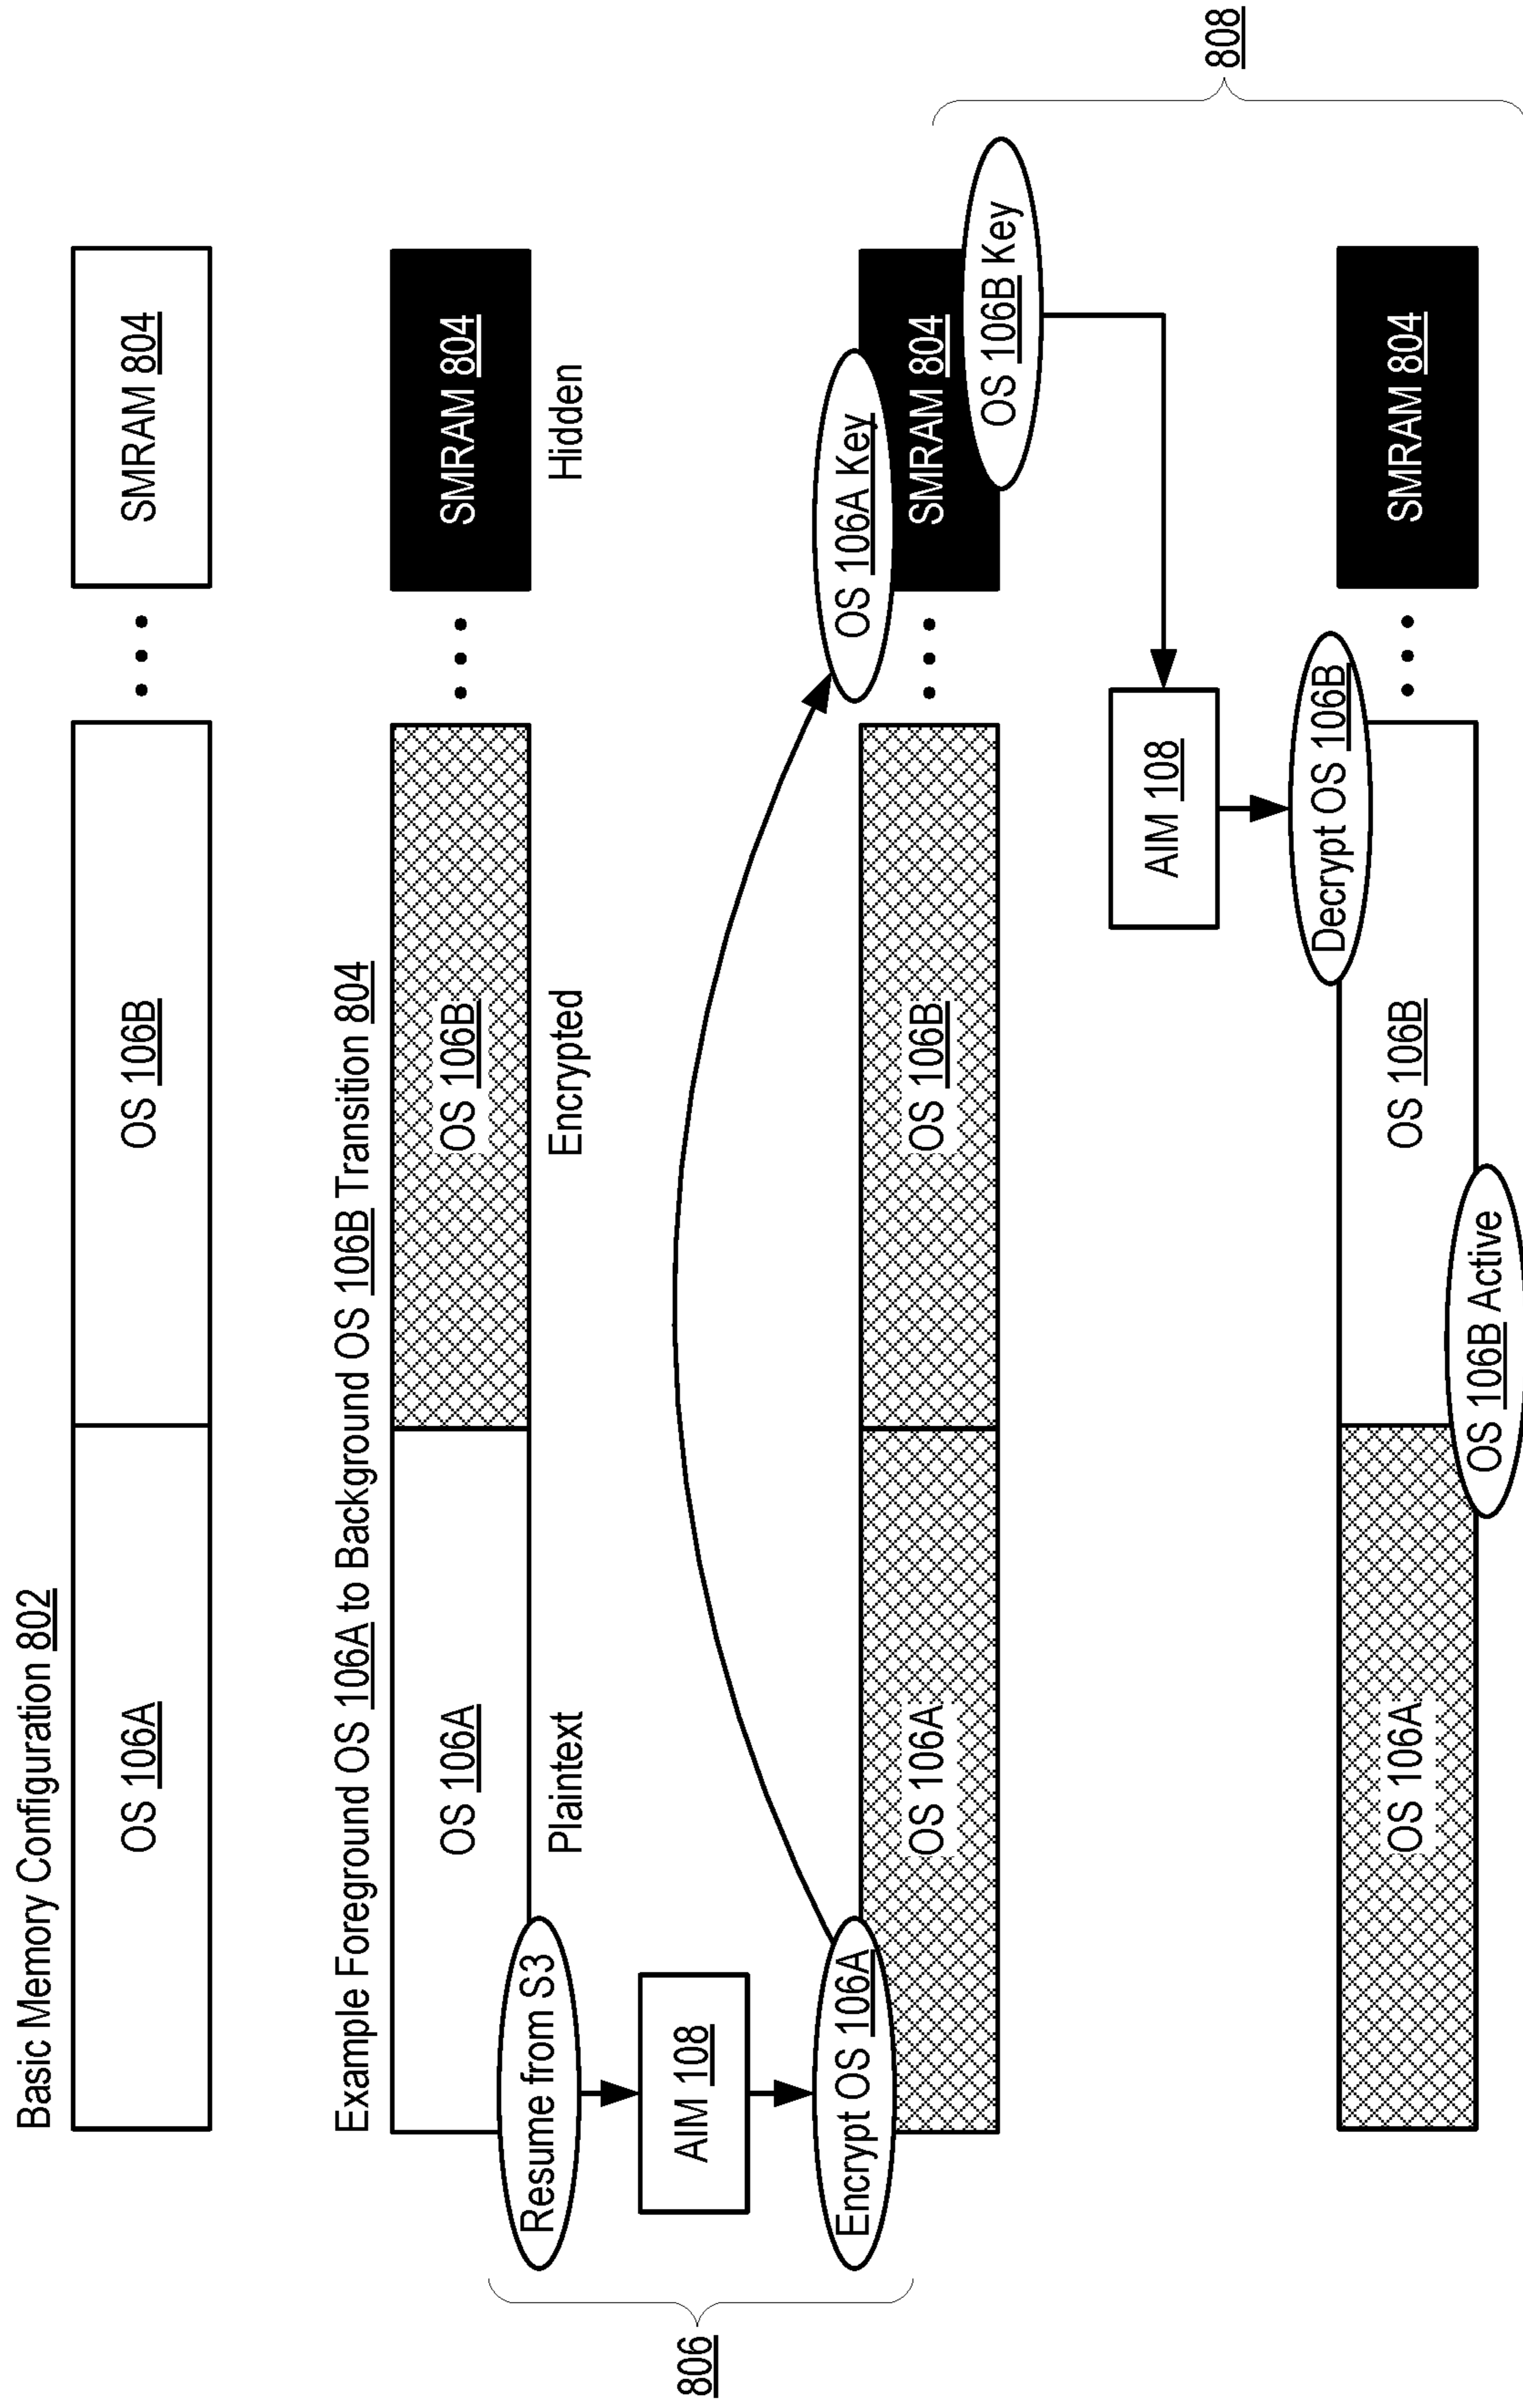 Basic Memory Configuration 802
OS 106A
OS 106B
SMRAM 804
Example Foreground OS 106A to Background OS 106B Transition 804
OS 106A
OS 106B
SMRAM 804
Plaintext
Encrypted
Hidden
Resume from S3
AIM 108
806
Encrypt OS 106A
OS 106A Key
OS 106A
OS 106B
SMRAM 804
OS 106B Key
808
AIM 108
Decrypt OS 106B
OS 106A
OS 106B
SMRAM 804
OS 106B Active